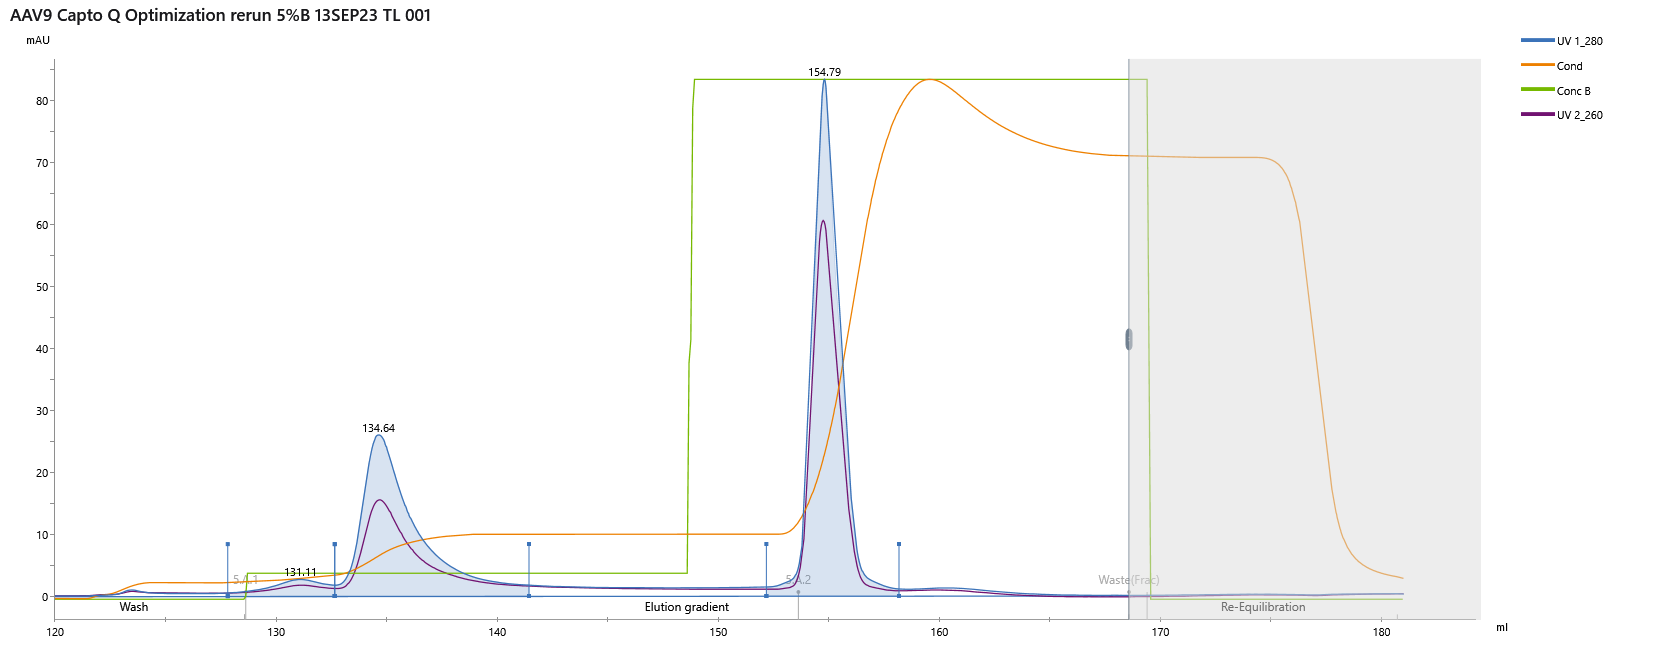 AAV9 Capto Q Optimization rerun 5%B 13SEP23 TL 001
mAU
UV 1_280
Cond
Conc B
UV 2_260
154.79
134.64
131.11
80
70
60
50
40
30
20
10
0
5.A.1
5.A.2
Waste(Frac)
Wash
Elution gradient
Re-Equilibration
120
130
140
150
160
170
180
ml